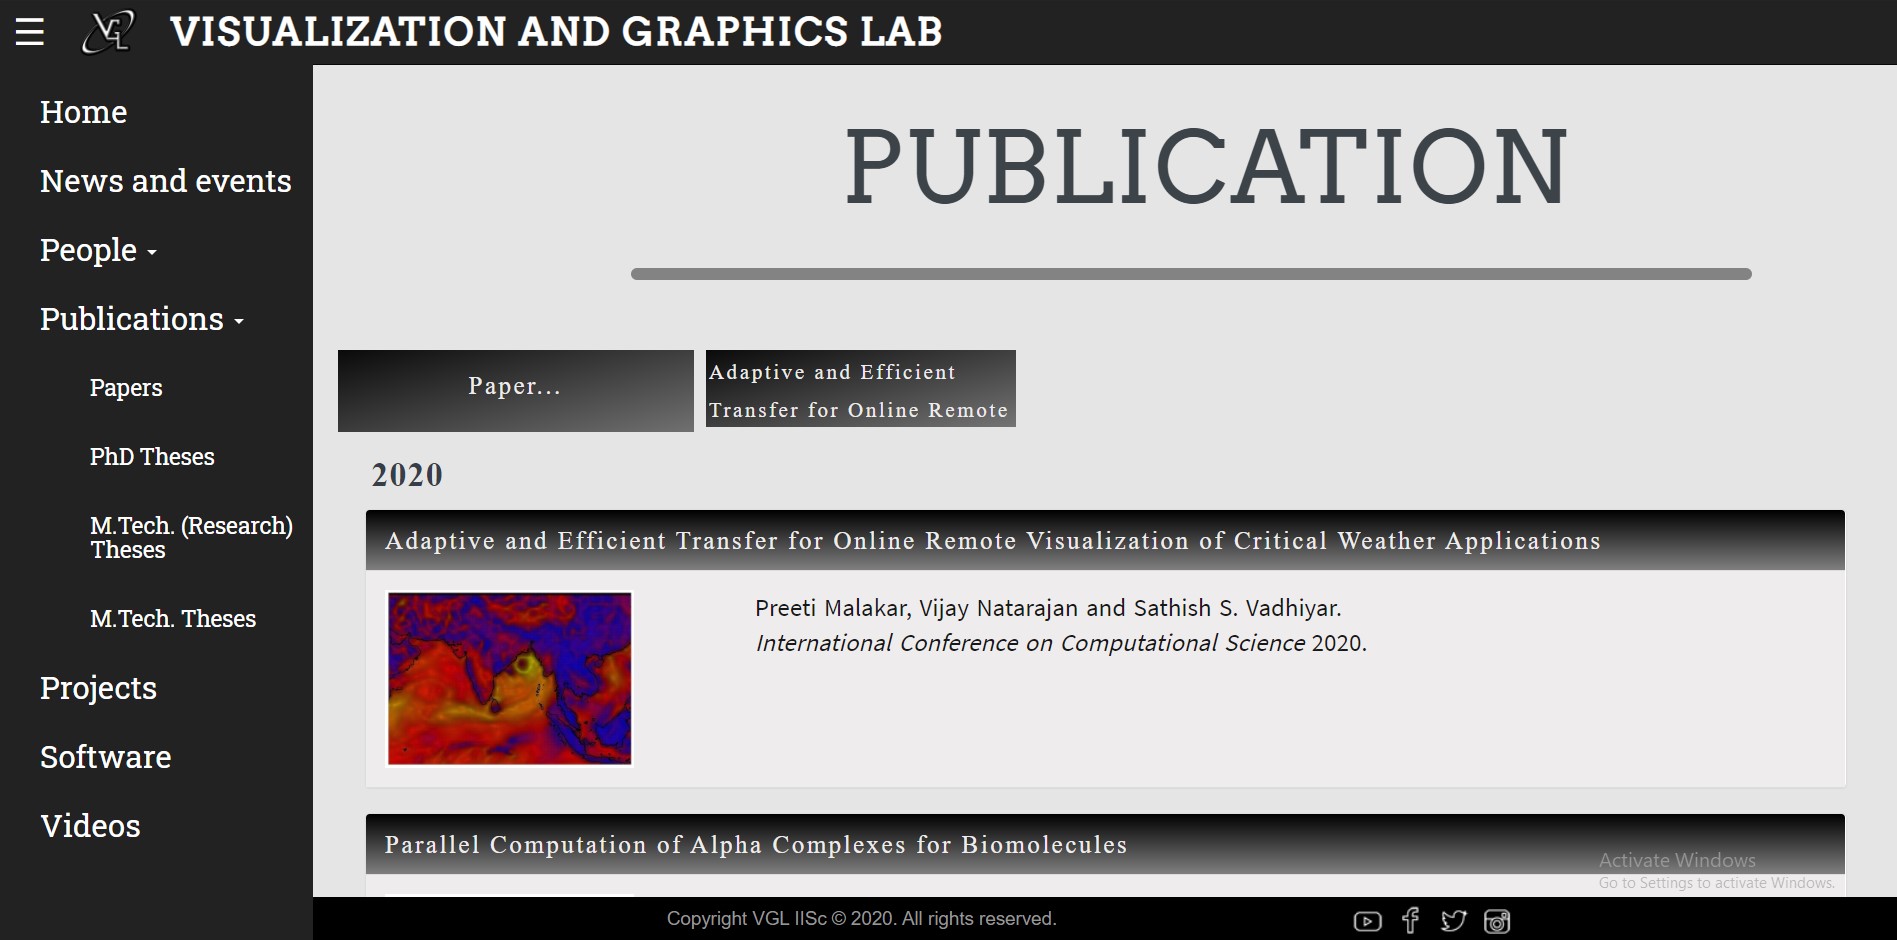 VGL
VISUALIZATION AND GRAPHICS LAB
Home
News and events
People
Publications
Papers
PhD Theses
M.Tech. (Research)
Theses
M.Tech. Theses
Projects
Software
Videos
PUBLICATION
Paper...
Adaptive and Efficient
Transfer for Online Remote
2020
Adaptive and Efficient Transfer for Online Remote Visualization of Critical Weather Applications
Preeti Malakar, Vijay Natarajan and Sathish S. Vadhiyar.
International Conference on Computational Science 2020.
Parallel Computation of Alpha Complexes for Biomolecules
Activate Windows
Go to Settings to activate Windows.
Copyright VGL IISc © 2020. All rights reserved.